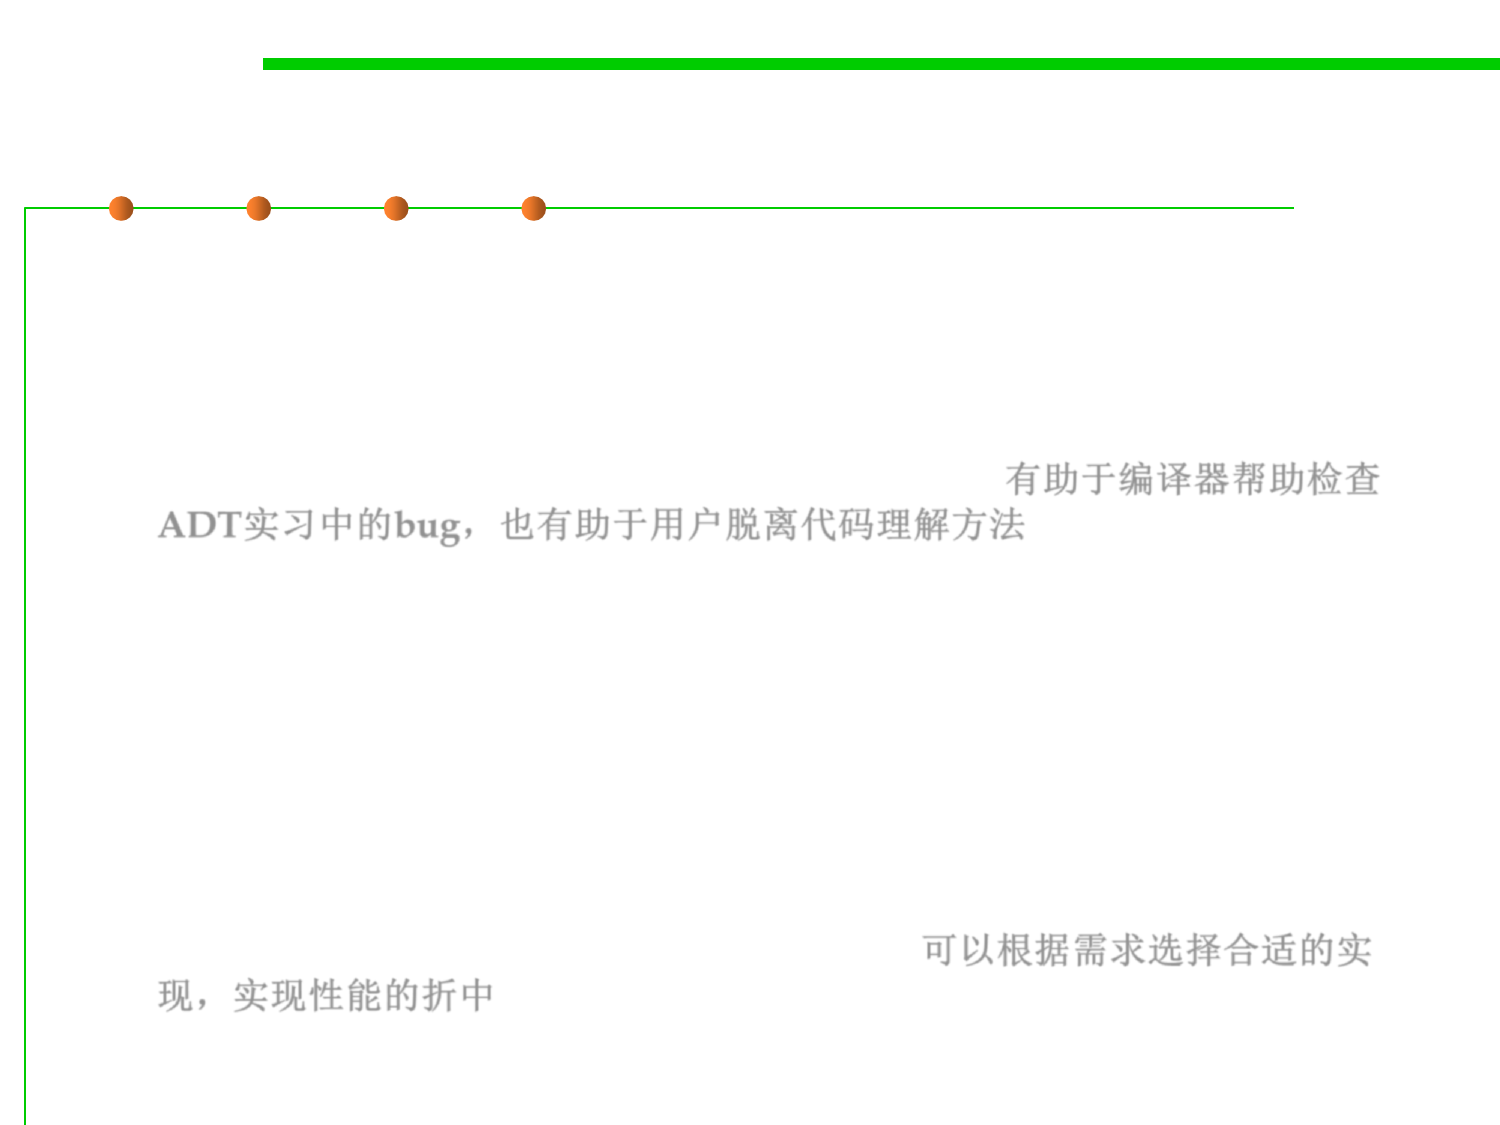 有助于编译器帮助检查
ADT实习中的bug，也有助于用户脱离代码理解方法
可以根据需求选择合适的实
现，实现性能的折中